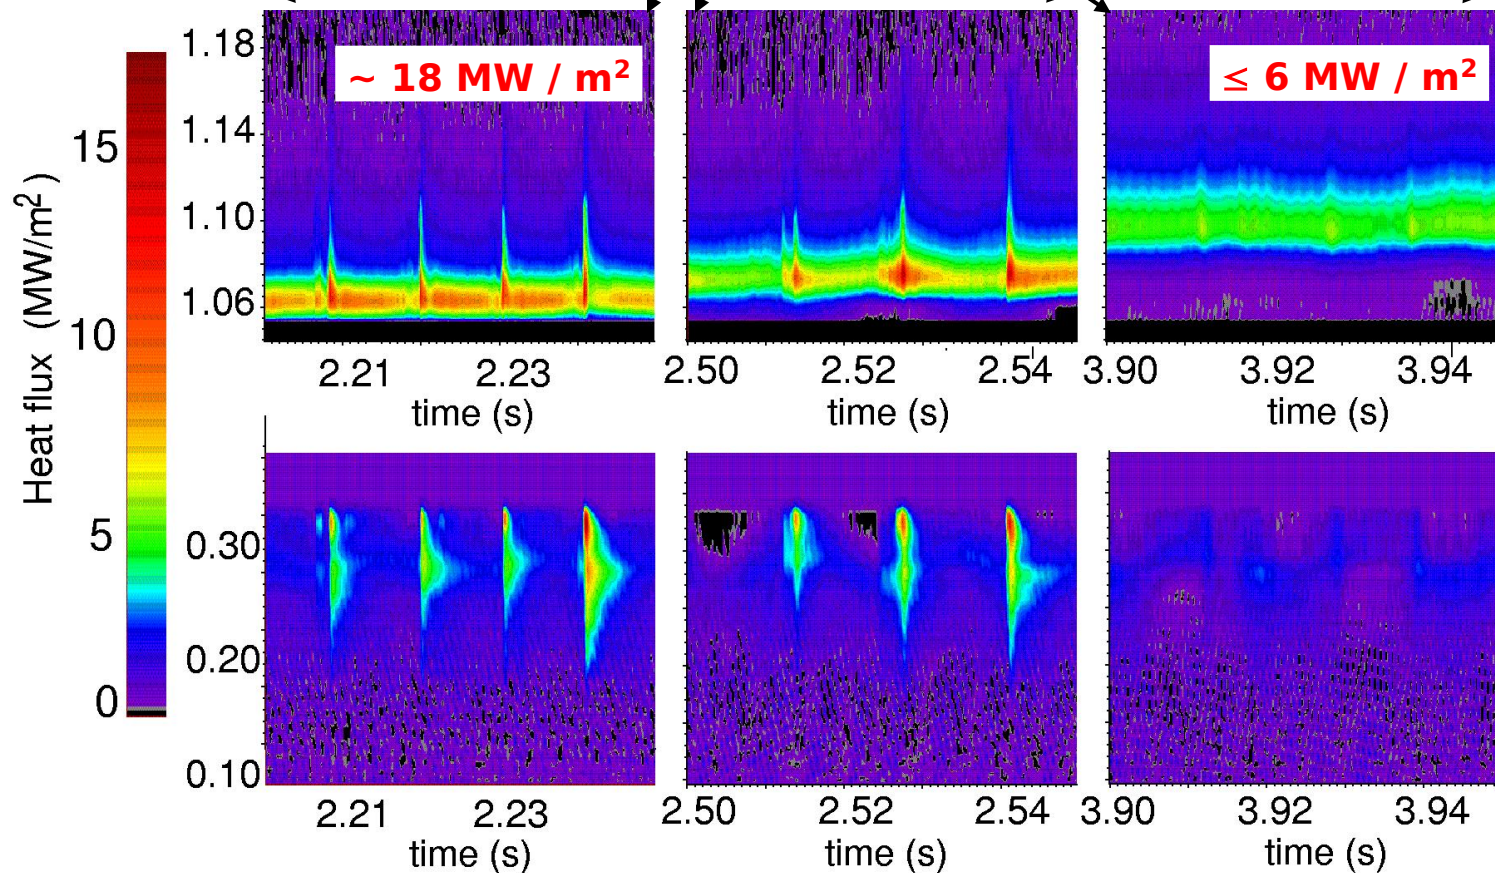 ~ 18 MW / m²
≤ 6 MW / m²
Heat flux (MW/m²)
15
10
5
0
1.18
1.14
1.10
1.06
2.21 2.23
time (s)
2.50 2.52 2.54
time (s)
3.90 3.92 3.94
time (s)
0.30
0.20
0.10
2.21 2.23
time (s)
2.50 2.52 2.54
time (s)
3.90 3.92 3.94
time (s)